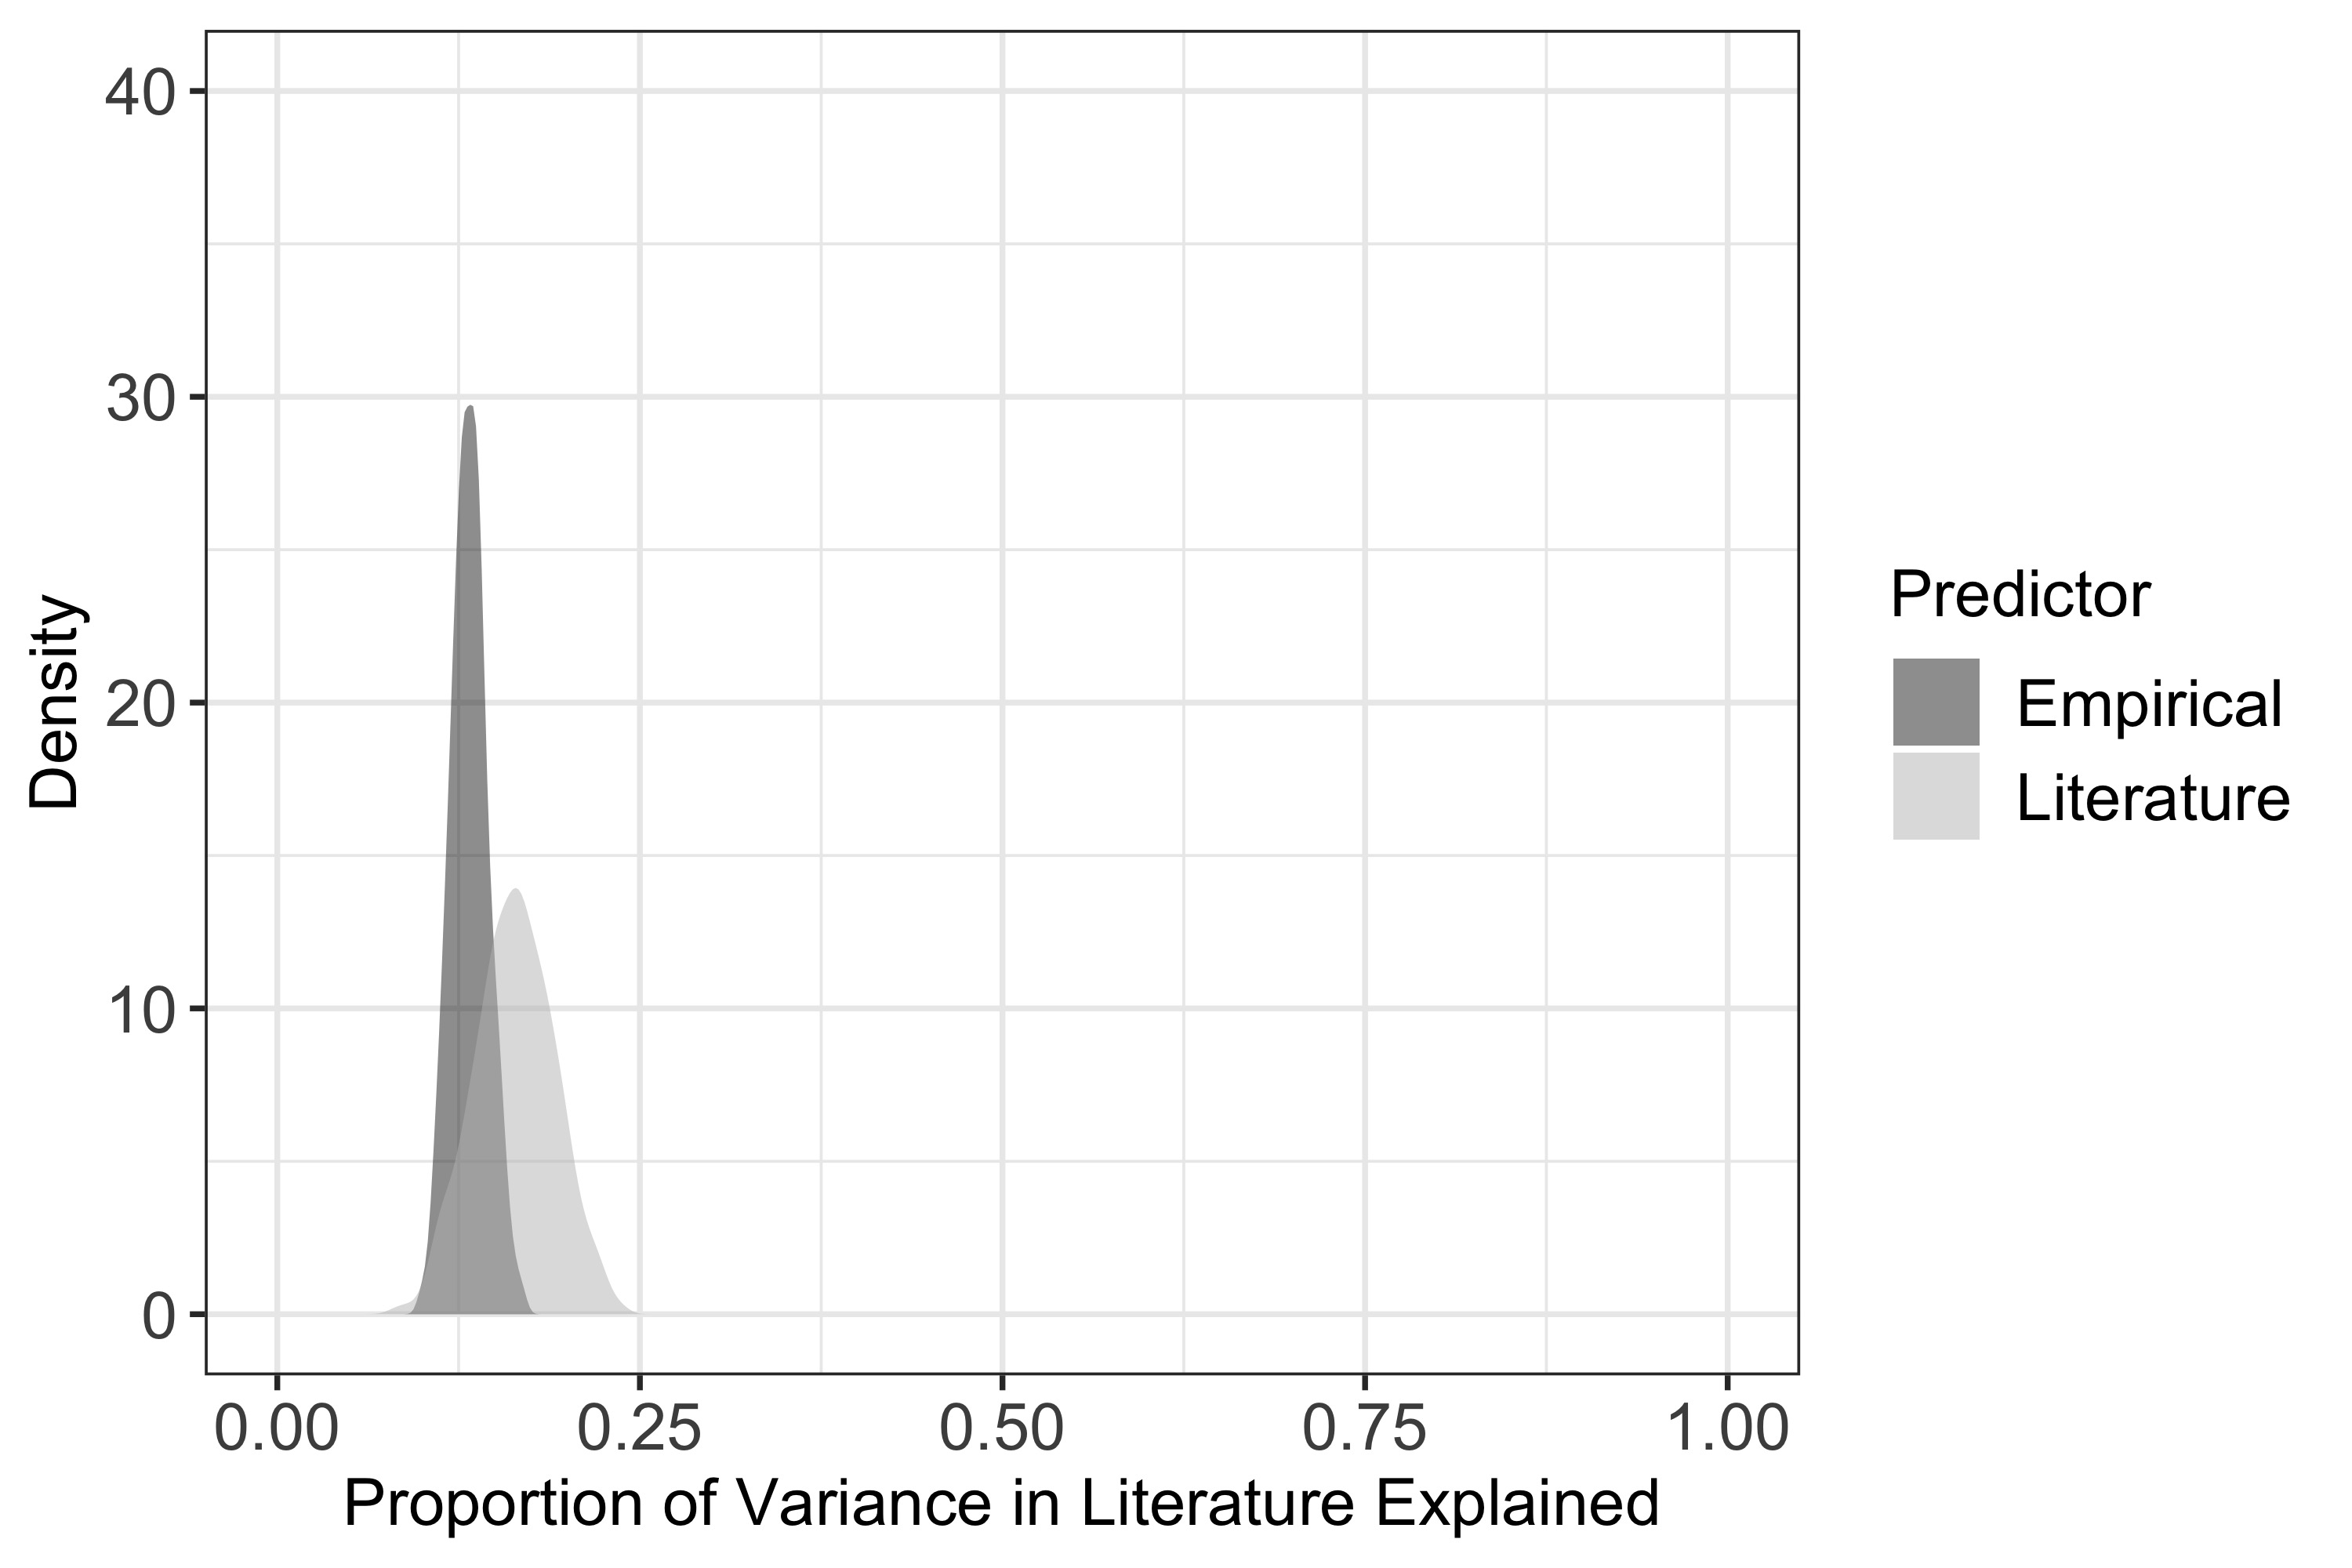 40
30
20
10
0
Density
0.00 0.25 0.50 0.75 1.00
Proportion of Variance in Literature Explained
Predictor
Empirical
Literature